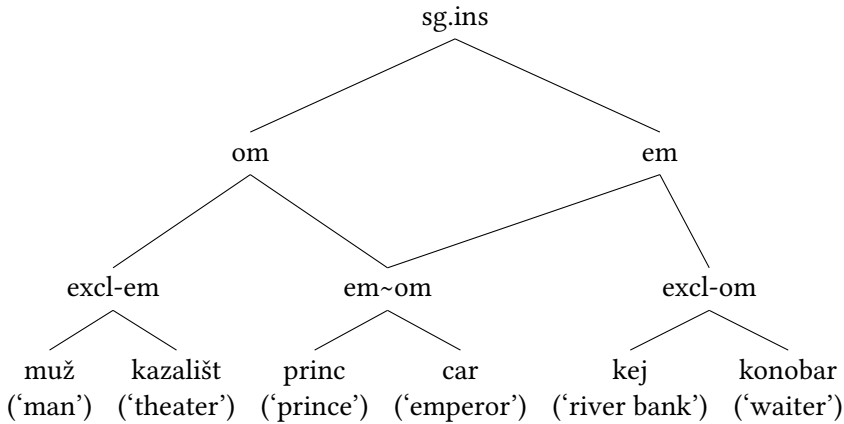 sg.ins
om em
excl-em em~om excl-om
muž kazališt princ car kej konobar
(‘man’) (‘theater’) (‘prince’) (‘emperor’) (‘river bank’) (‘waiter’)